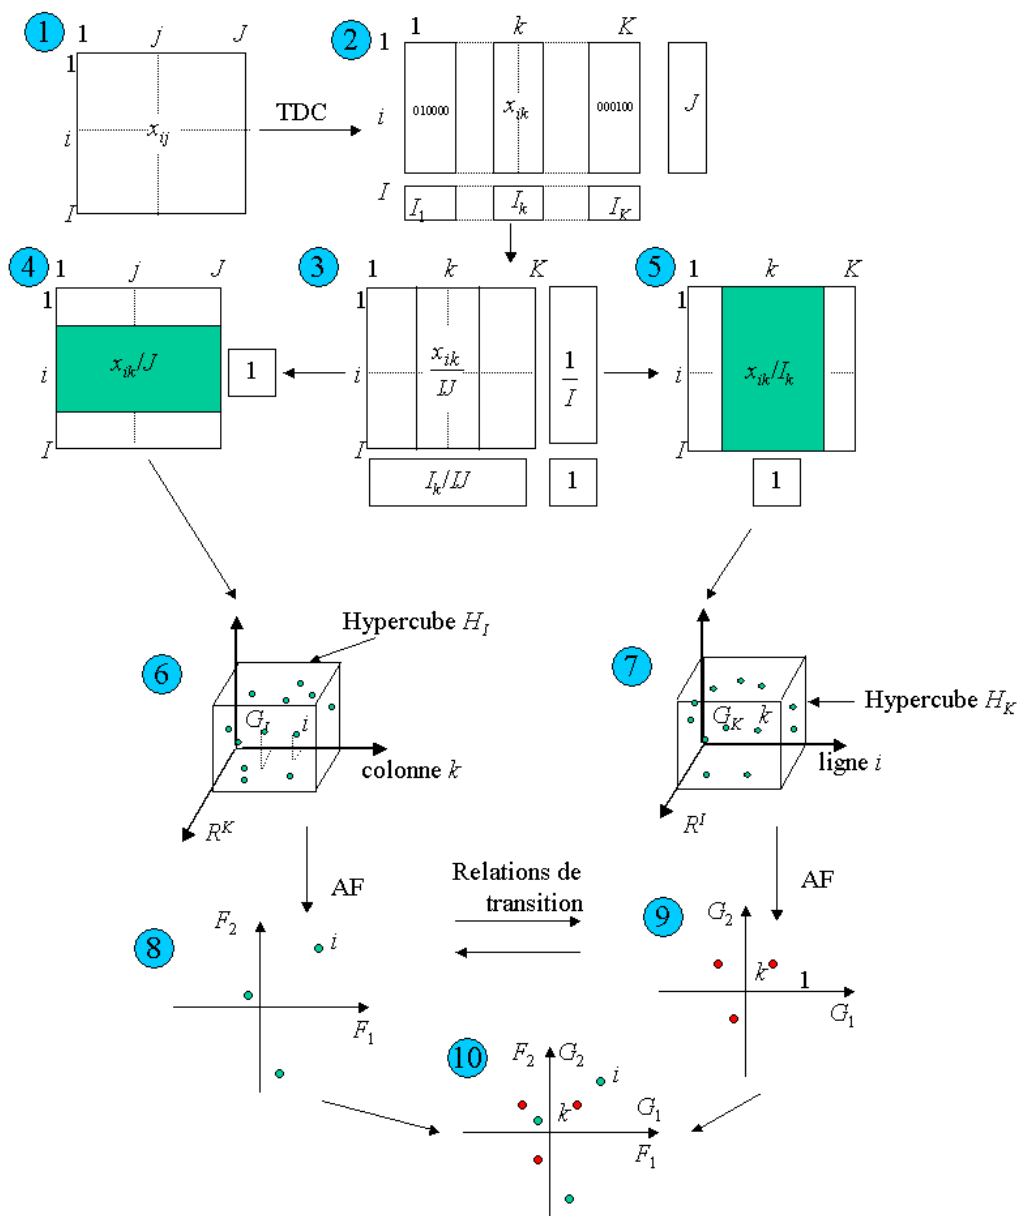 1
1 j J
1
i x_ij
I
TDC
2
1 k K
1
i 010000 x_ik 000100 J
I I_1 I_k I_K
4
1 j J
1
i x_ik/J 1
I
3
1 k K
1
i x_ik/IJ 1/I
I
I_k/IJ 1
5
1 k K
1
i x_ik/I_k
I
1
6
Hypercube H_I
G_I i
colonne k
R^K
7
Hypercube H_K
G_K k
ligne i
R^I
AF
Relations de
transition
AF
8
F_2 i
F_1
9
G_2
k 1
G_1
10
F_2 G_2 i
k G_1
F_1